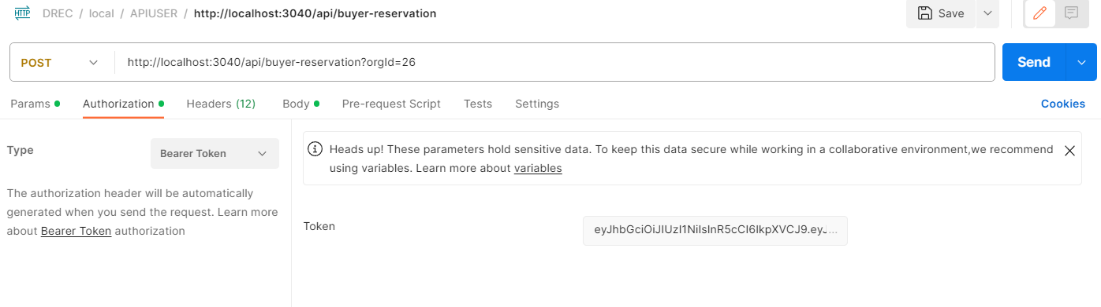 HTTP DREC / local / APIUSER / http://localhost:3040/api/buyer-reservation Save
POST http://localhost:3040/api/buyer-reservation?orgId=26 Send
Params Authorization Headers (12) Body Pre-request Script Tests Settings Cookies
Type Bearer Token
Heads up! These parameters hold sensitive data. To keep this data secure while working in a collaborative environment,we recommend
using variables. Learn more about variables
The authorization header will be automatically
generated when you send the request. Learn more
about Bearer Token authorization
Token eyJhbGciOiJIUzI1NiIsInR5cCI6IkpXVCJ9.eyJ...